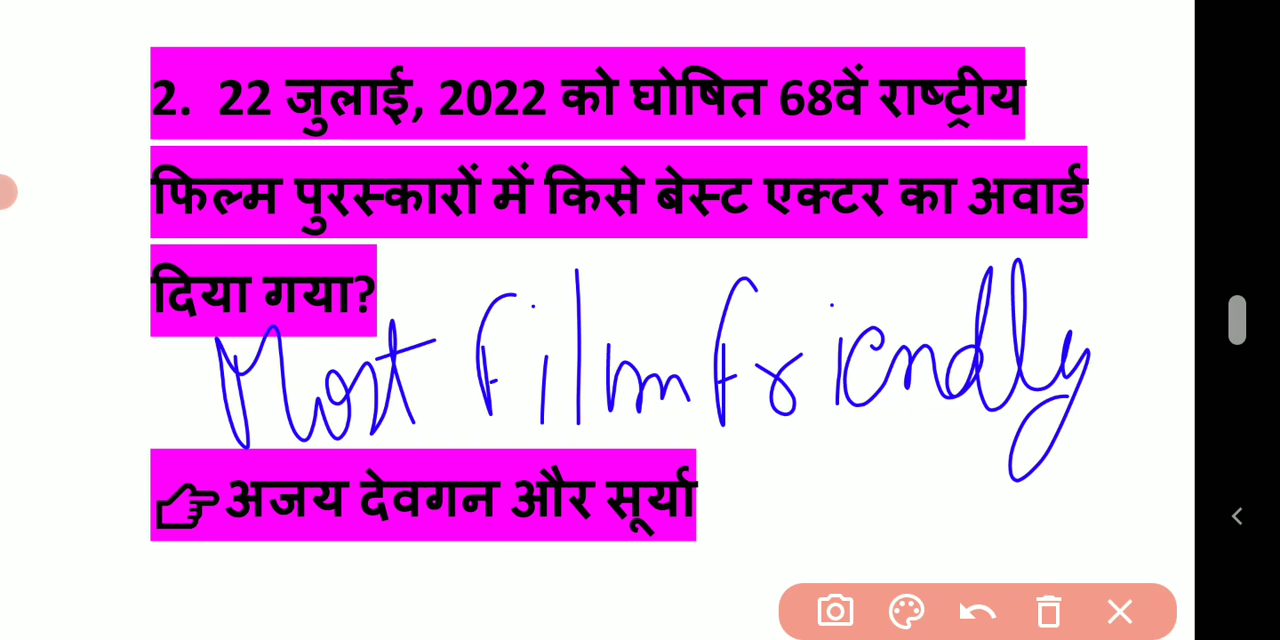 2. 22 जुलाई, 2022 को घोषित 68वें राष्ट्रीय
फिल्म पुरस्कारों में किसे बेस्ट एक्टर का अवार्ड
दिया गया?
Most Film Friendly
👉अजय देवगन और सूर्या